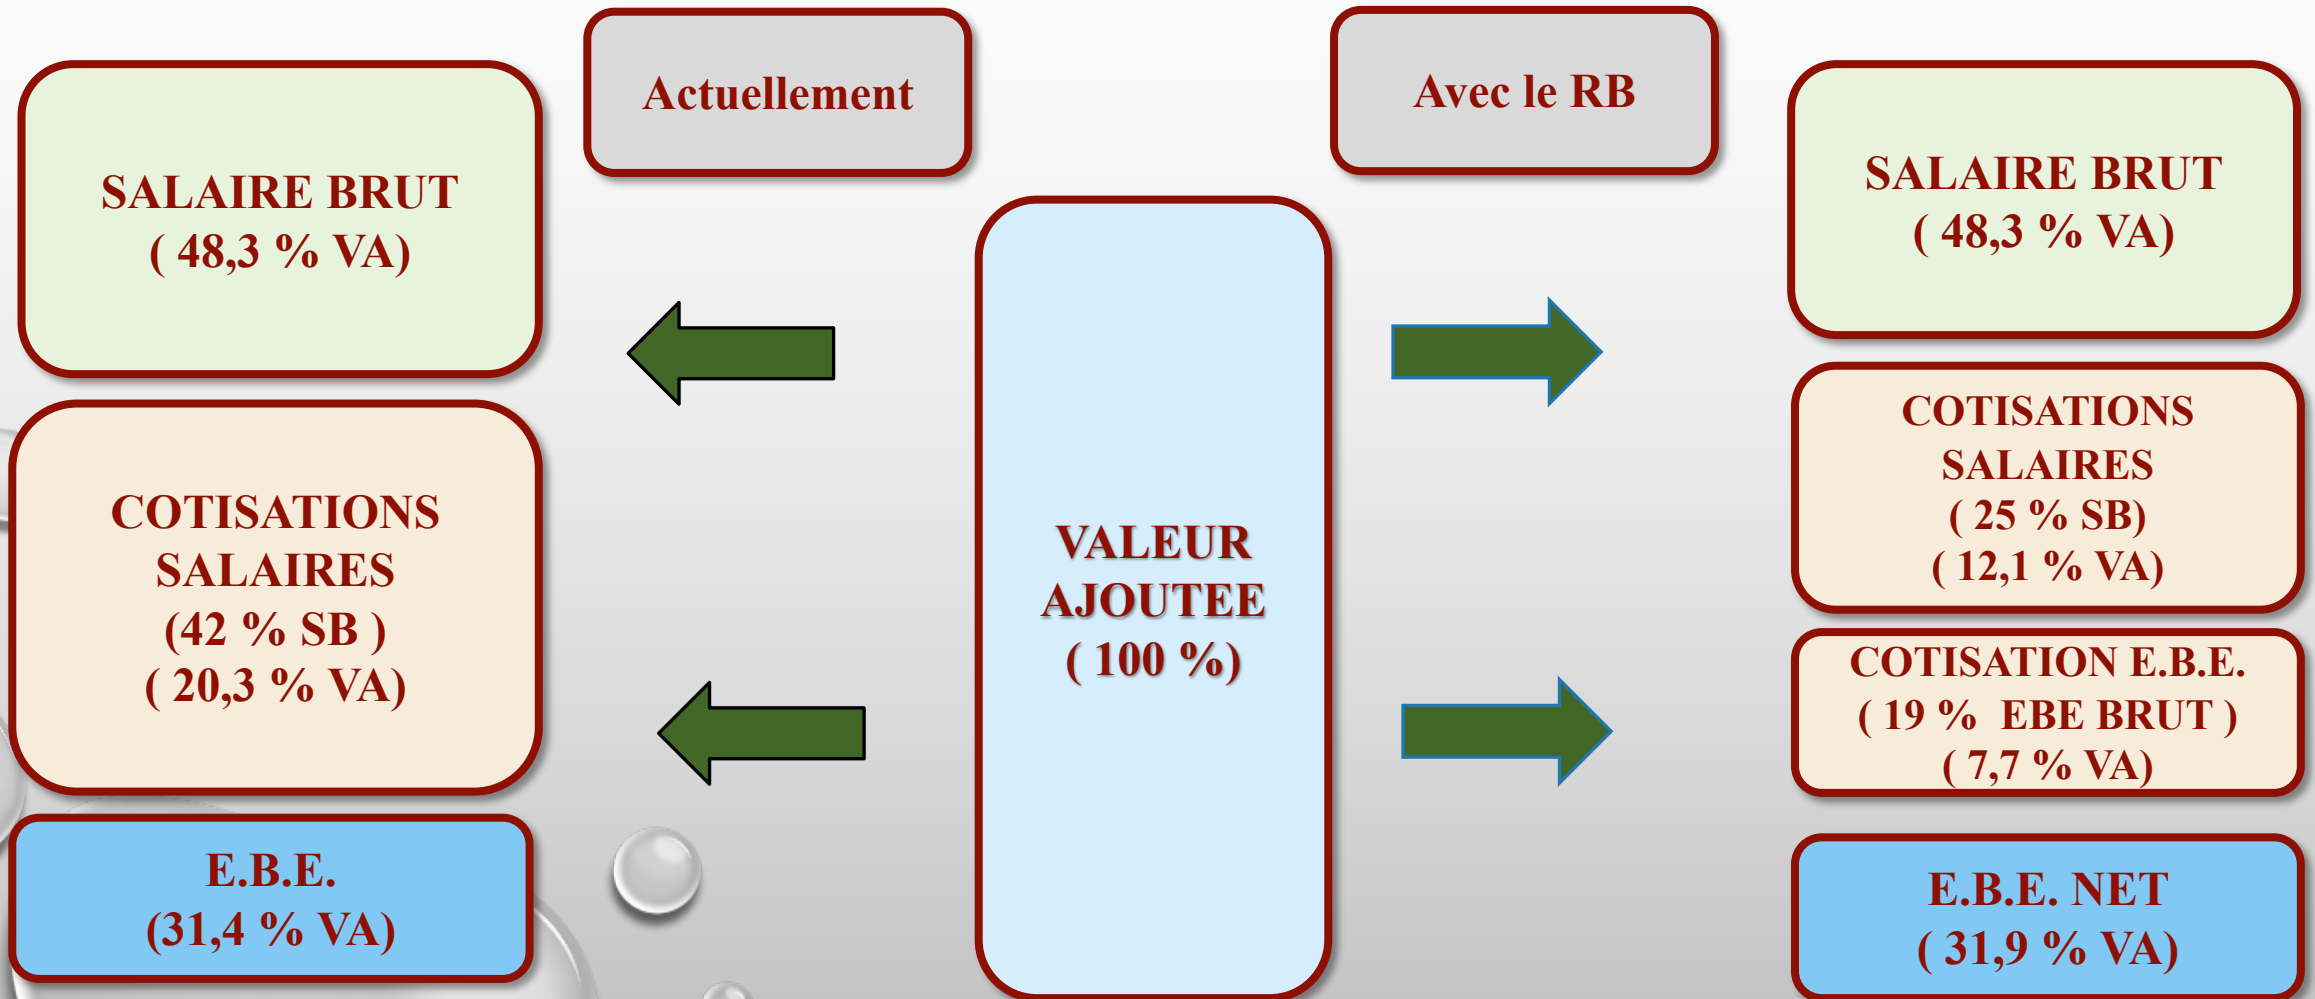 Actuellement
Avec le RB
SALAIRE BRUT
( 48,3 % VA)
COTISATIONS
SALAIRES
(42 % SB )
( 20,3 % VA)
E.B.E.
(31,4 % VA)
VALEUR
AJOUTEE
( 100 %)
SALAIRE BRUT
( 48,3 % VA)
COTISATIONS
SALAIRES
( 25 % SB)
( 12,1 % VA)
COTISATION E.B.E.
( 19 % EBE BRUT )
( 7,7 % VA)
E.B.E. NET
( 31,9 % VA)